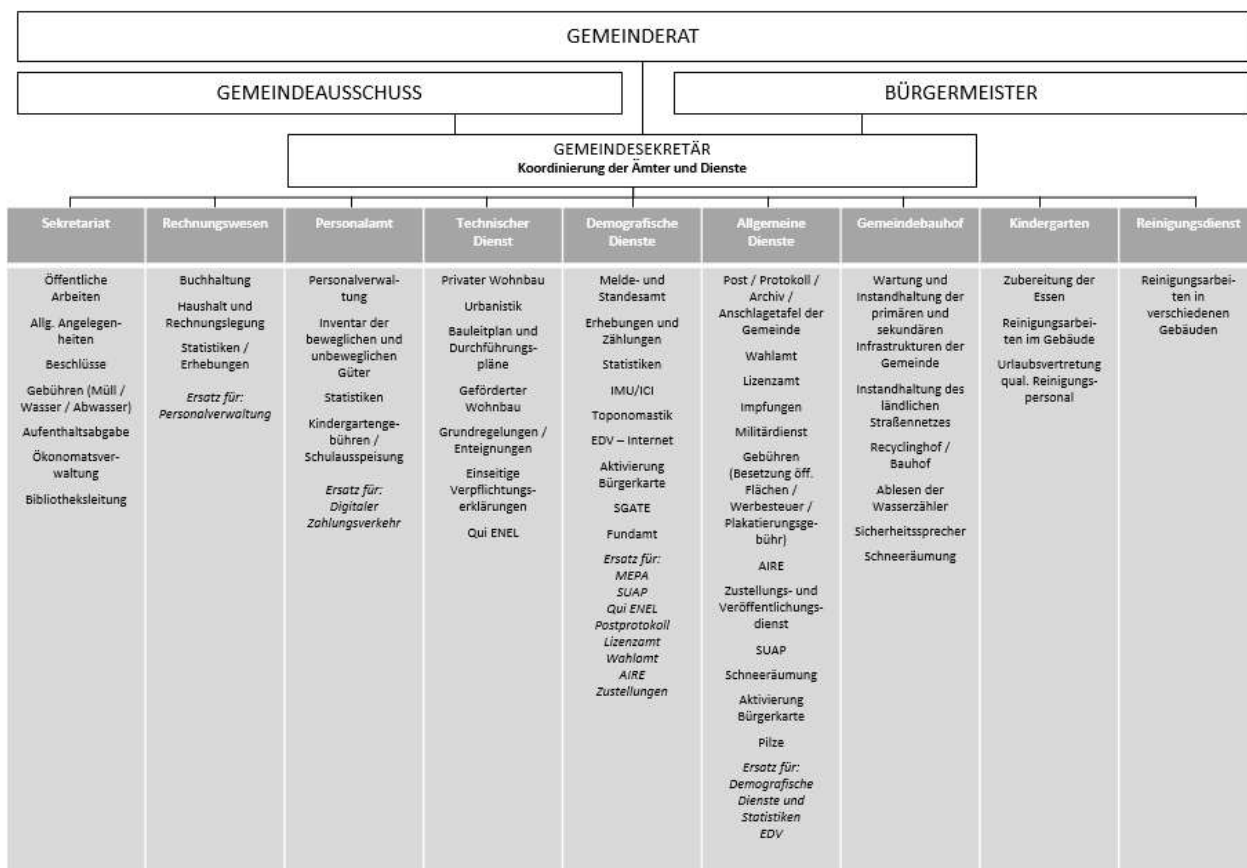 GEMEINDERAT
GEMEINDEAUSSCHUSS
BÜRGERMEISTER
GEMEINDESEKRETÄR
Koordinierung der Ämter und Dienste
Sekretariat
Öffentliche
Arbeiten
Allg. Angelegen-
heiten
Beschlüsse
Gebühren (Müll /
Wasser / Abwasser)
Aufenthaltsabgabe
Ökonomatsver-
waltung
Bibliotheksleitung
Rechnungswesen
Buchhaltung
Haushalt und
Rechnungslegung
Statistiken /
Erhebungen
Ersatz für:
Personalverwaltung
Personalamt
Personalverwal-
tung
Inventar der
beweglichen und
unbeweglichen
Güter
Statistiken
Kindergartenge-
bühren /
Schulausspeisung
Ersatz für:
Digitaler
Zahlungsverkehr
Technischer
Dienst
Privater Wohnbau
Urbanistik
Bauleitplan und
Durchführungs-
pläne
Geförderter
Wohnbau
Grundregelungen /
Enteignungen
Einseitige
Verpflichtungs-
erklärungen
Qui ENEL
Demografische
Dienste
Melde- und
Standesamt
Erhebungen und
Zählungen
Statistiken
IMU/ICI
Toponomastik
EDV – Internet
Aktivierung
Bürgerkarte
SGATE
Fundamt
Ersatz für:
MEPA
SUAP
Qui ENEL
Postprotokoll
Lizenzamt
Wahlamt
AIRE
Zustellungen
Allgemeine
Dienste
Post / Protokoll /
Archiv /
Anschlagetafel der
Gemeinde
Wahlamt
Lizenzamt
Impfungen
Militärdienst
Gebühren
(Besetzung öff.
Flächen /
Werbesteuer /
Plakatierungsge-
bühr)
AIRE
Zustellungs- und
Veröffentlichungs-
dienst
SUAP
Schneeräumung
Aktivierung
Bürgerkarte
Pilze
Ersatz für:
Demografische
Dienste und
Statistiken
EDV
Gemeindebauhof
Wartung und
Instandhaltung der
primären und
sekundären
Infrastrukturen der
Gemeinde
Instandhaltung des
ländlichen
Straßennetzes
Recyclinghof /
Bauhof
Ablesen der
Wasserzähler
Sicherheitssprecher
Schneeräumung
Kindergarten
Zubereitung der
Essen
Reinigungsarbei-
ten im Gebäude
Urlaubsvertretung
qual. Reinigungs-
personal
Reinigungsdienst
Reinigungsarbei-
ten in
verschiedenen
Gebäuden